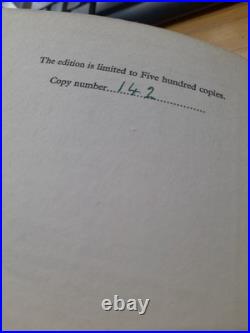 The edition is limited to Five hundred copies.
Copy number......142..................